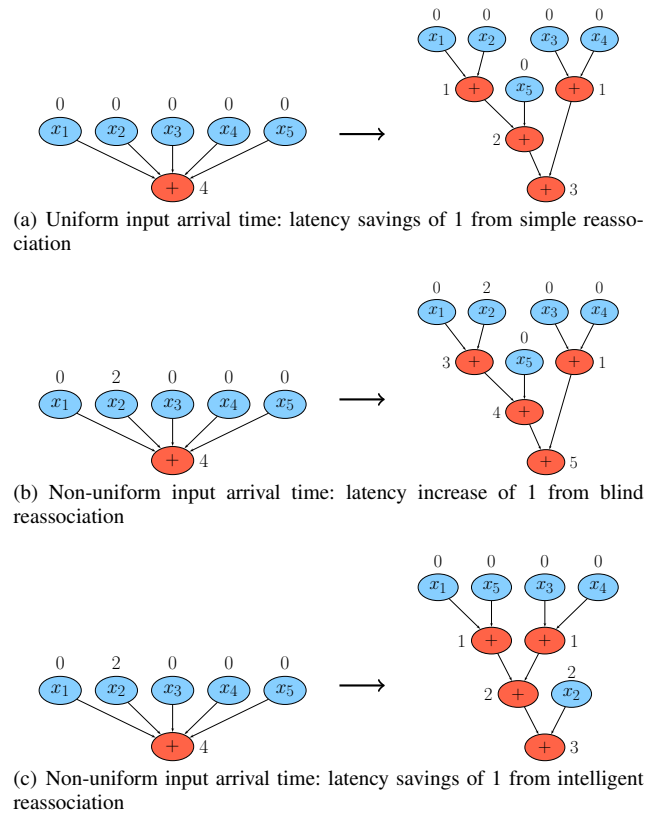 0 0 0 0
x₁ x₂ x₃ x₄
0
1 + x₅ + 1
0 0 0 0 0
x₁ x₂ x₃ x₄ x₅
2 +
+ 4
+ 3
(a) Uniform input arrival time: latency savings of 1 from simple reasso-
ciation
0 2 0 0
x₁ x₂ x₃ x₄
0
3 + x₅ + 1
0 2 0 0 0
x₁ x₂ x₃ x₄ x₅
4 +
+ 4
+ 5
(b) Non-uniform input arrival time: latency increase of 1 from blind
reassociation
0 0 0 0
x₁ x₅ x₃ x₄
1 + + 1
0 2 0 0 0
2
x₁ x₂ x₃ x₄ x₅
2 + x₂
+ 4
+ 3
(c) Non-uniform input arrival time: latency savings of 1 from intelligent
reassociation